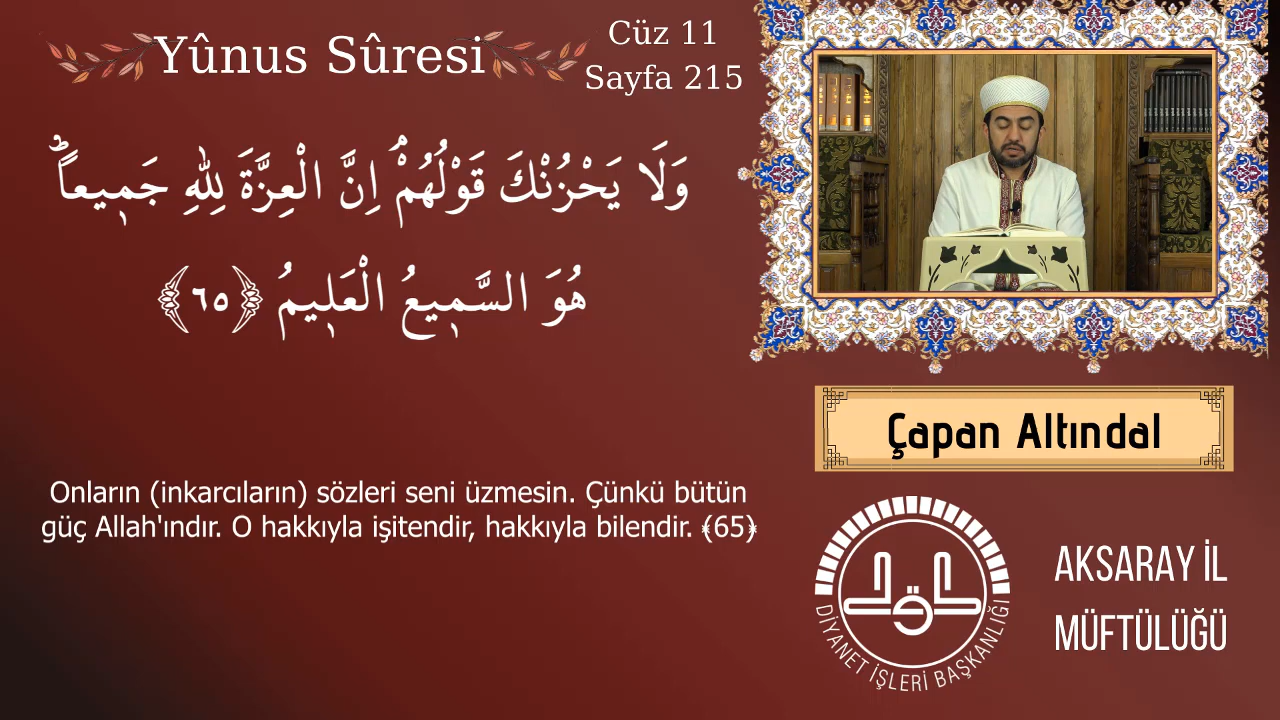 Yûnus Sûresi
Cüz 11
Sayfa 215
وَلَا يَحْزُنْكَ قَوْلُهُمْۢ اِنَّ الْعِزَّةَ لِلّٰهِ جَم۪يعاًۜ
هُوَ السَّم۪يعُ الْعَل۪يمُ ﴿٦٥﴾
Onların (inkarcıların) sözleri seni üzmesin. Çünkü bütün
güç Allah'ındır. O hakkıyla işitendir, hakkıyla bilendir. ﴾65﴿
Çapan Altındal
DİYANET İŞLERİ BAŞKANLIĞI
AKSARAY İL
MÜFTÜLÜĞÜ